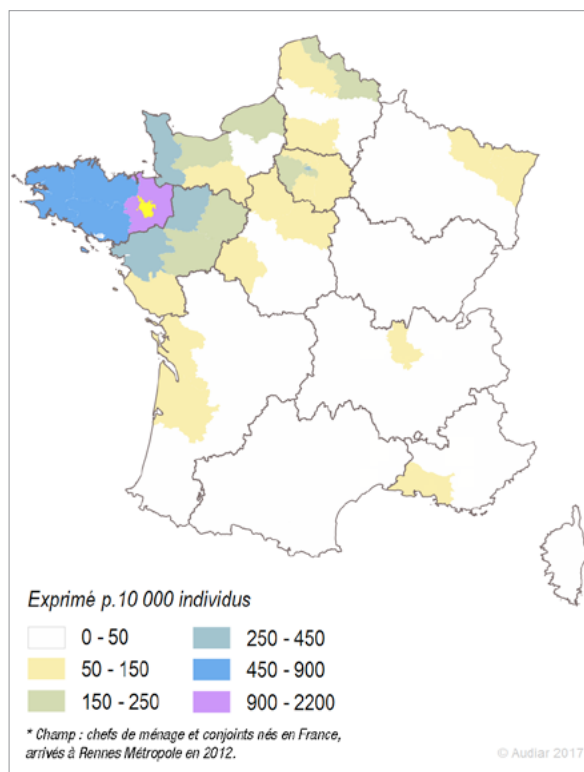 Exprimé p.10 000 individus
0 - 50
250 - 450
50 - 150
450 - 900
150 - 250
900 - 2200
* Champ : chefs de ménage et conjoints nés en France,
arrivés à Rennes Métropole en 2012.
© Audiar 2017